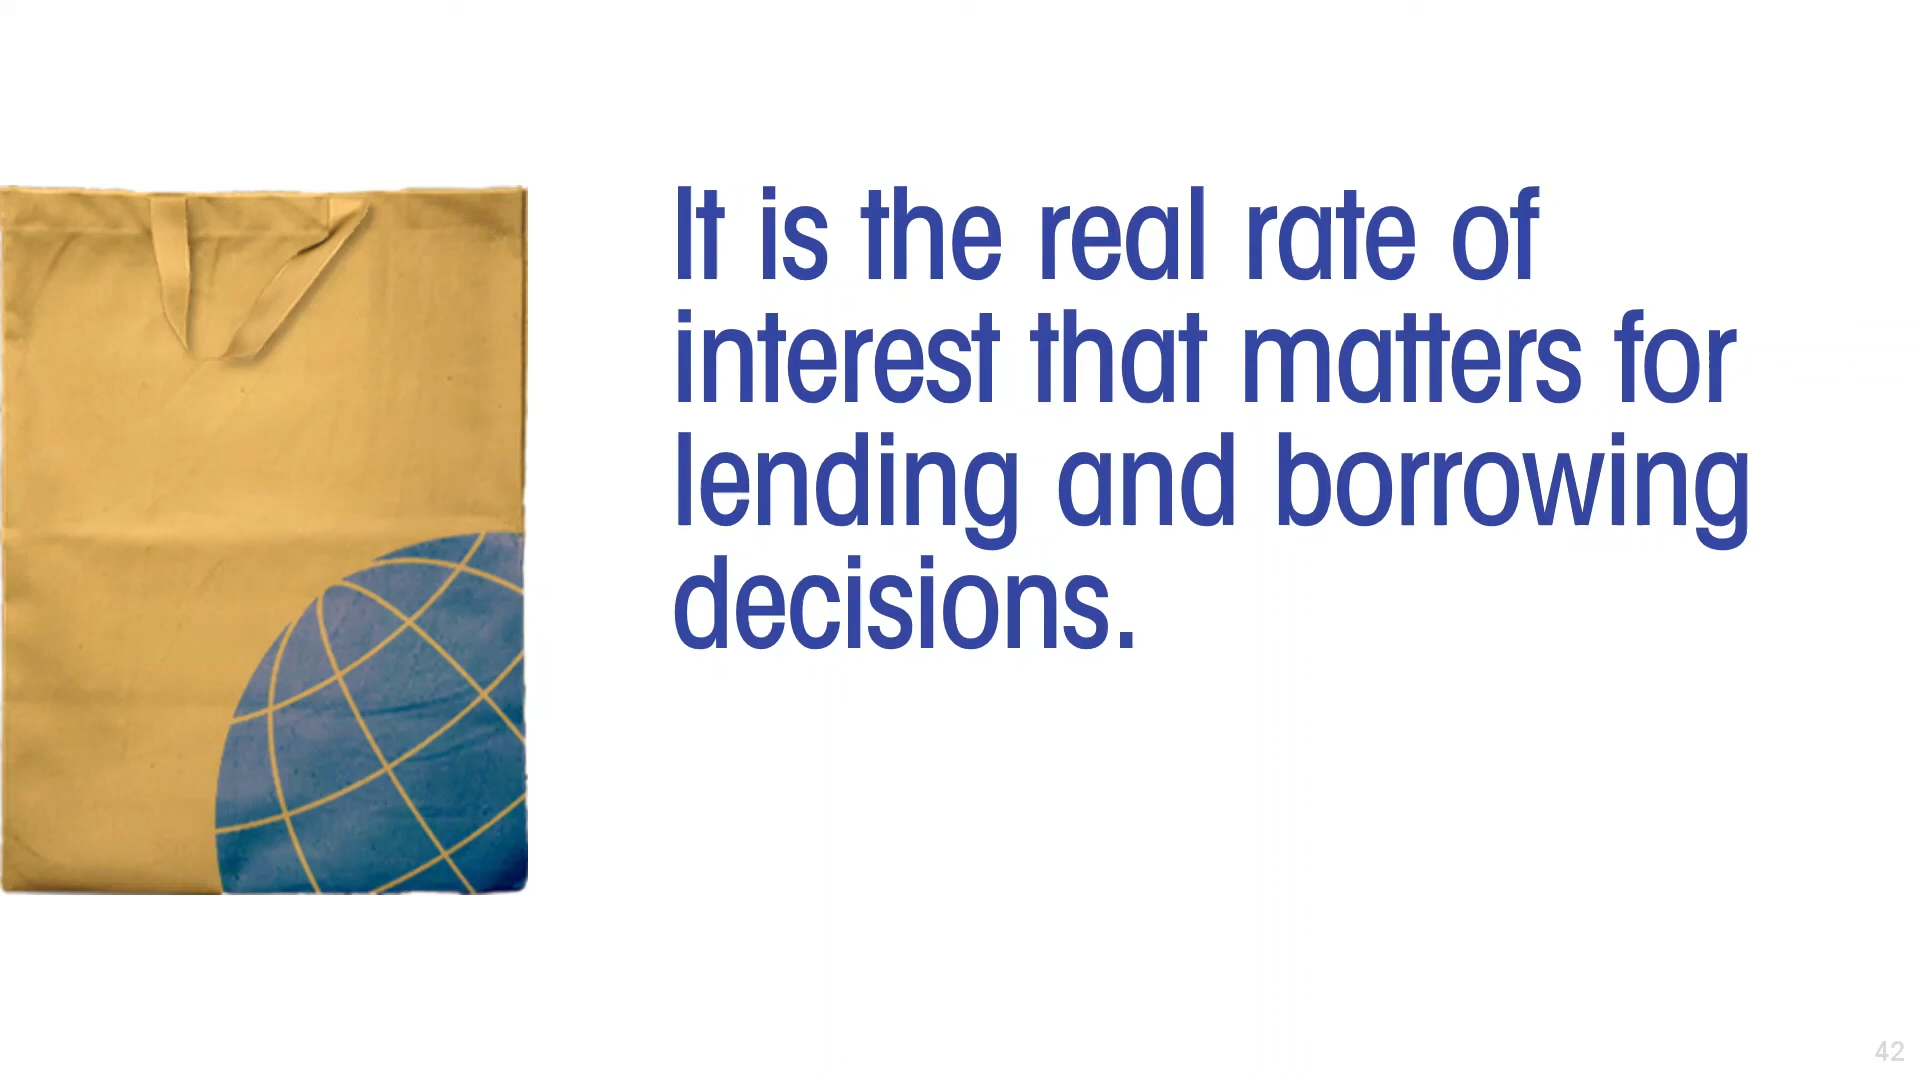 It is the real rate of
interest that matters for
lending and borrowing
decisions.
42